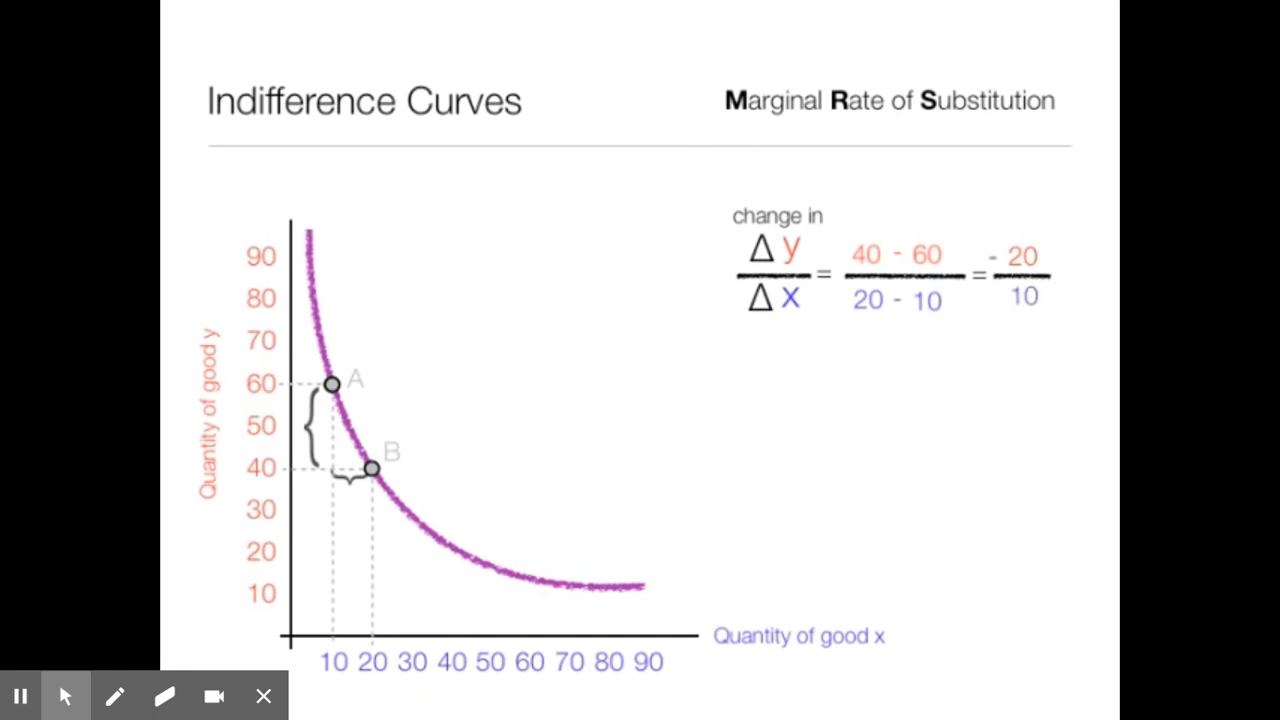 Indifference Curves
Marginal Rate of Substitution
change in
Δ y / Δ x = 40 - 60 / 20 - 10 = - 20 / 10
Quantity of good y
90
80
70
60
50
40
30
20
10
A
B
Quantity of good x
10 20 30 40 50 60 70 80 90